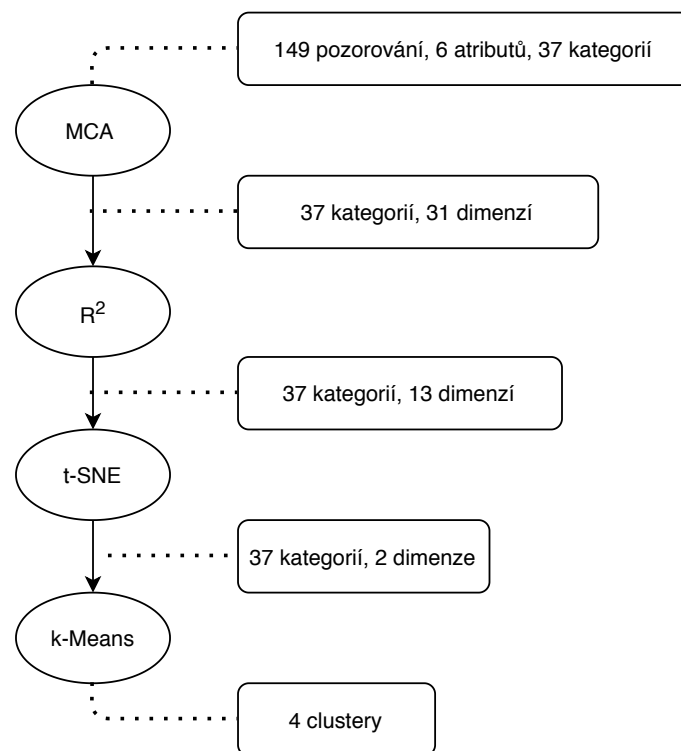 149 pozorování, 6 atributů, 37 kategorií
MCA
37 kategorií, 31 dimenzí
R²
37 kategorií, 13 dimenzí
t-SNE
37 kategorií, 2 dimenze
k-Means
4 clustery